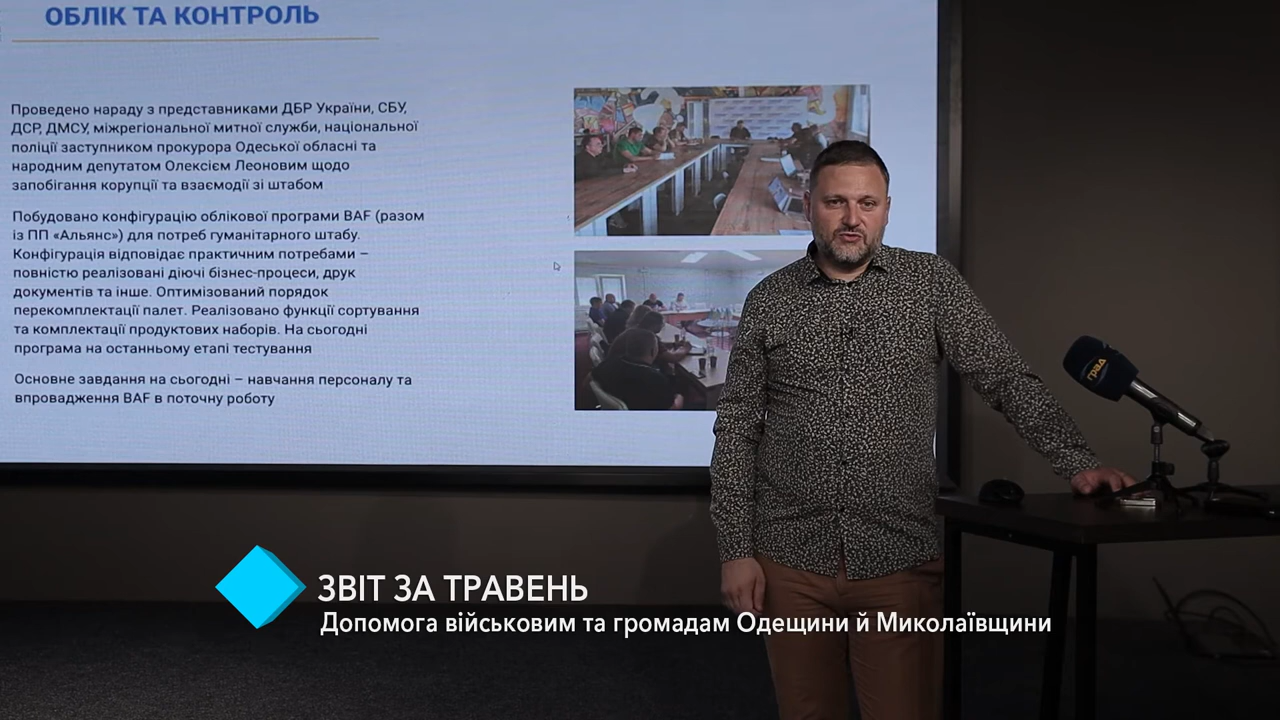 ОБЛІК ТА КОНТРОЛЬ
Проведено нараду з представниками ДБР України, СБУ,
ДСР, ДМСУ, міжрегіональної митної служби, національної
поліції заступником прокурора Одеської обласні та
народним депутатом Олексієм Леоновим щодо
запобігання корупції та взаємодії зі штабом
Побудовано конфігурацію облікової програми BAF (разом
із ПП «Альянс») для потреб гуманітарного штабу.
Конфігурація відповідає практичним потребами –
повністю реалізовані діючі бізнес-процеси, друк
документів та інше. Оптимізований порядок
перекомплектації палет. Реалізовано функції сортування
та комплектації продуктових наборів. На сьогодні
програма на останньому етапі тестування
Основне завдання на сьогодні – навчання персоналу та
впровадження BAF в поточну роботу
град
ЗВІТ ЗА ТРАВЕНЬ
Допомога військовим та громадам Одещини й Миколаївщини